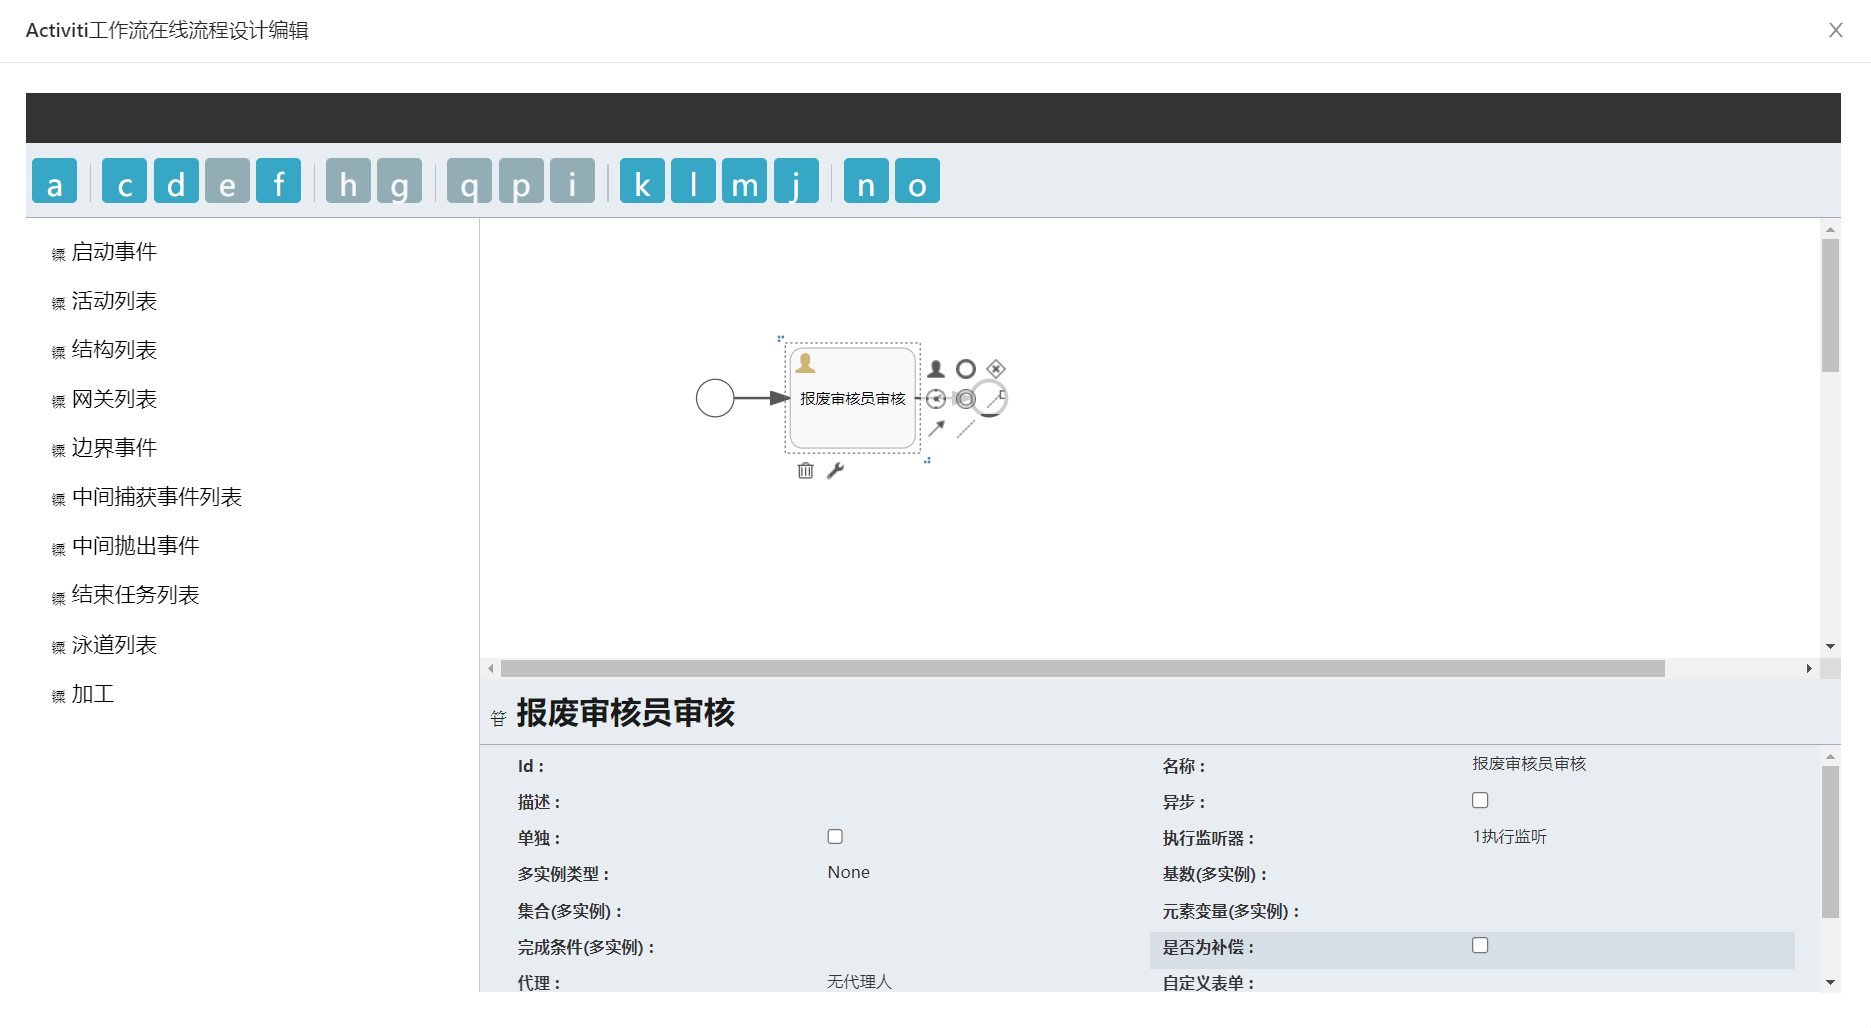 Activiti工作流在线流程设计编辑
a c d e f h g q p i k l m j n o
启动事件
活动列表
结构列表
网关列表
边界事件
中间捕获事件列表
中间抛出事件
结束任务列表
泳道列表
加工
报废审核员审核
报废审核员审核
Id：
名称： 报废审核员审核
描述：
异步：
单独：
执行监听器： 1执行监听
多实例类型： None
基数(多实例)：
集合(多实例)：
元素变量(多实例)：
完成条件(多实例)：
是否为补偿：
代理： 无代理人
自定义表单：